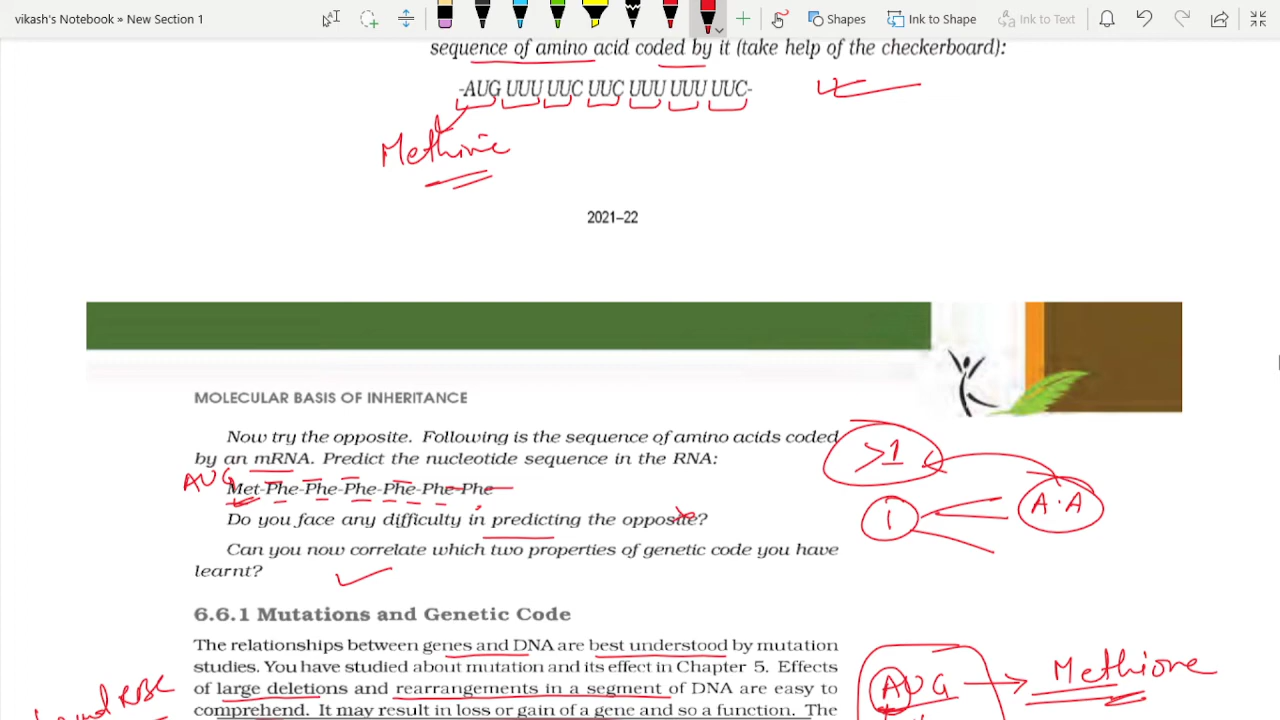 vikash's Notebook » New Section 1
Shapes
Ink to Shape
Ink to Text
sequence of amino acid coded by it (take help of the checkerboard):
-AUG UUU UUC UUC UUU UUU UUC-
Methinie
2021–22
MOLECULAR BASIS OF INHERITANCE
Now try the opposite. Following is the sequence of amino acids coded
by an mRNA. Predict the nucleotide sequence in the RNA:
>1
AUG
Met-Phe-Phe-Phe-Phe-Phe-Phe
A.A
Do you face any difficulty in predicting the opposite?
Can you now correlate which two properties of genetic code you have
learnt?
6.6.1 Mutations and Genetic Code
The relationships between genes and DNA are best understood by mutation
studies. You have studied about mutation and its effect in Chapter 5. Effects
AUG
Methione
of large deletions and rearrangements in a segment of DNA are easy to
comprehend. It may result in loss or gain of a gene and so a function. The